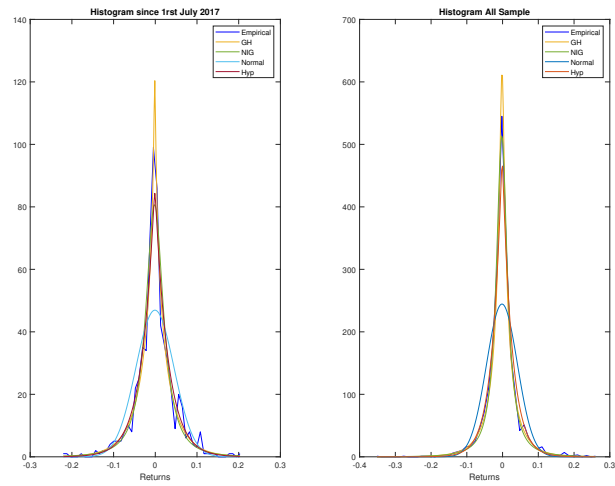 Histogram since 1rst July 2017
140
120
100
80
60
40
20
0
-0.3
-0.2
-0.1
0
0.1
0.2
0.3
Returns
Empirical
GH
NIG
Normal
Hyp
Histogram All Sample
700
600
500
400
300
200
100
0
-0.4
-0.3
-0.2
-0.1
0
0.1
0.2
0.3
Returns
Empirical
GH
NIG
Normal
Hyp